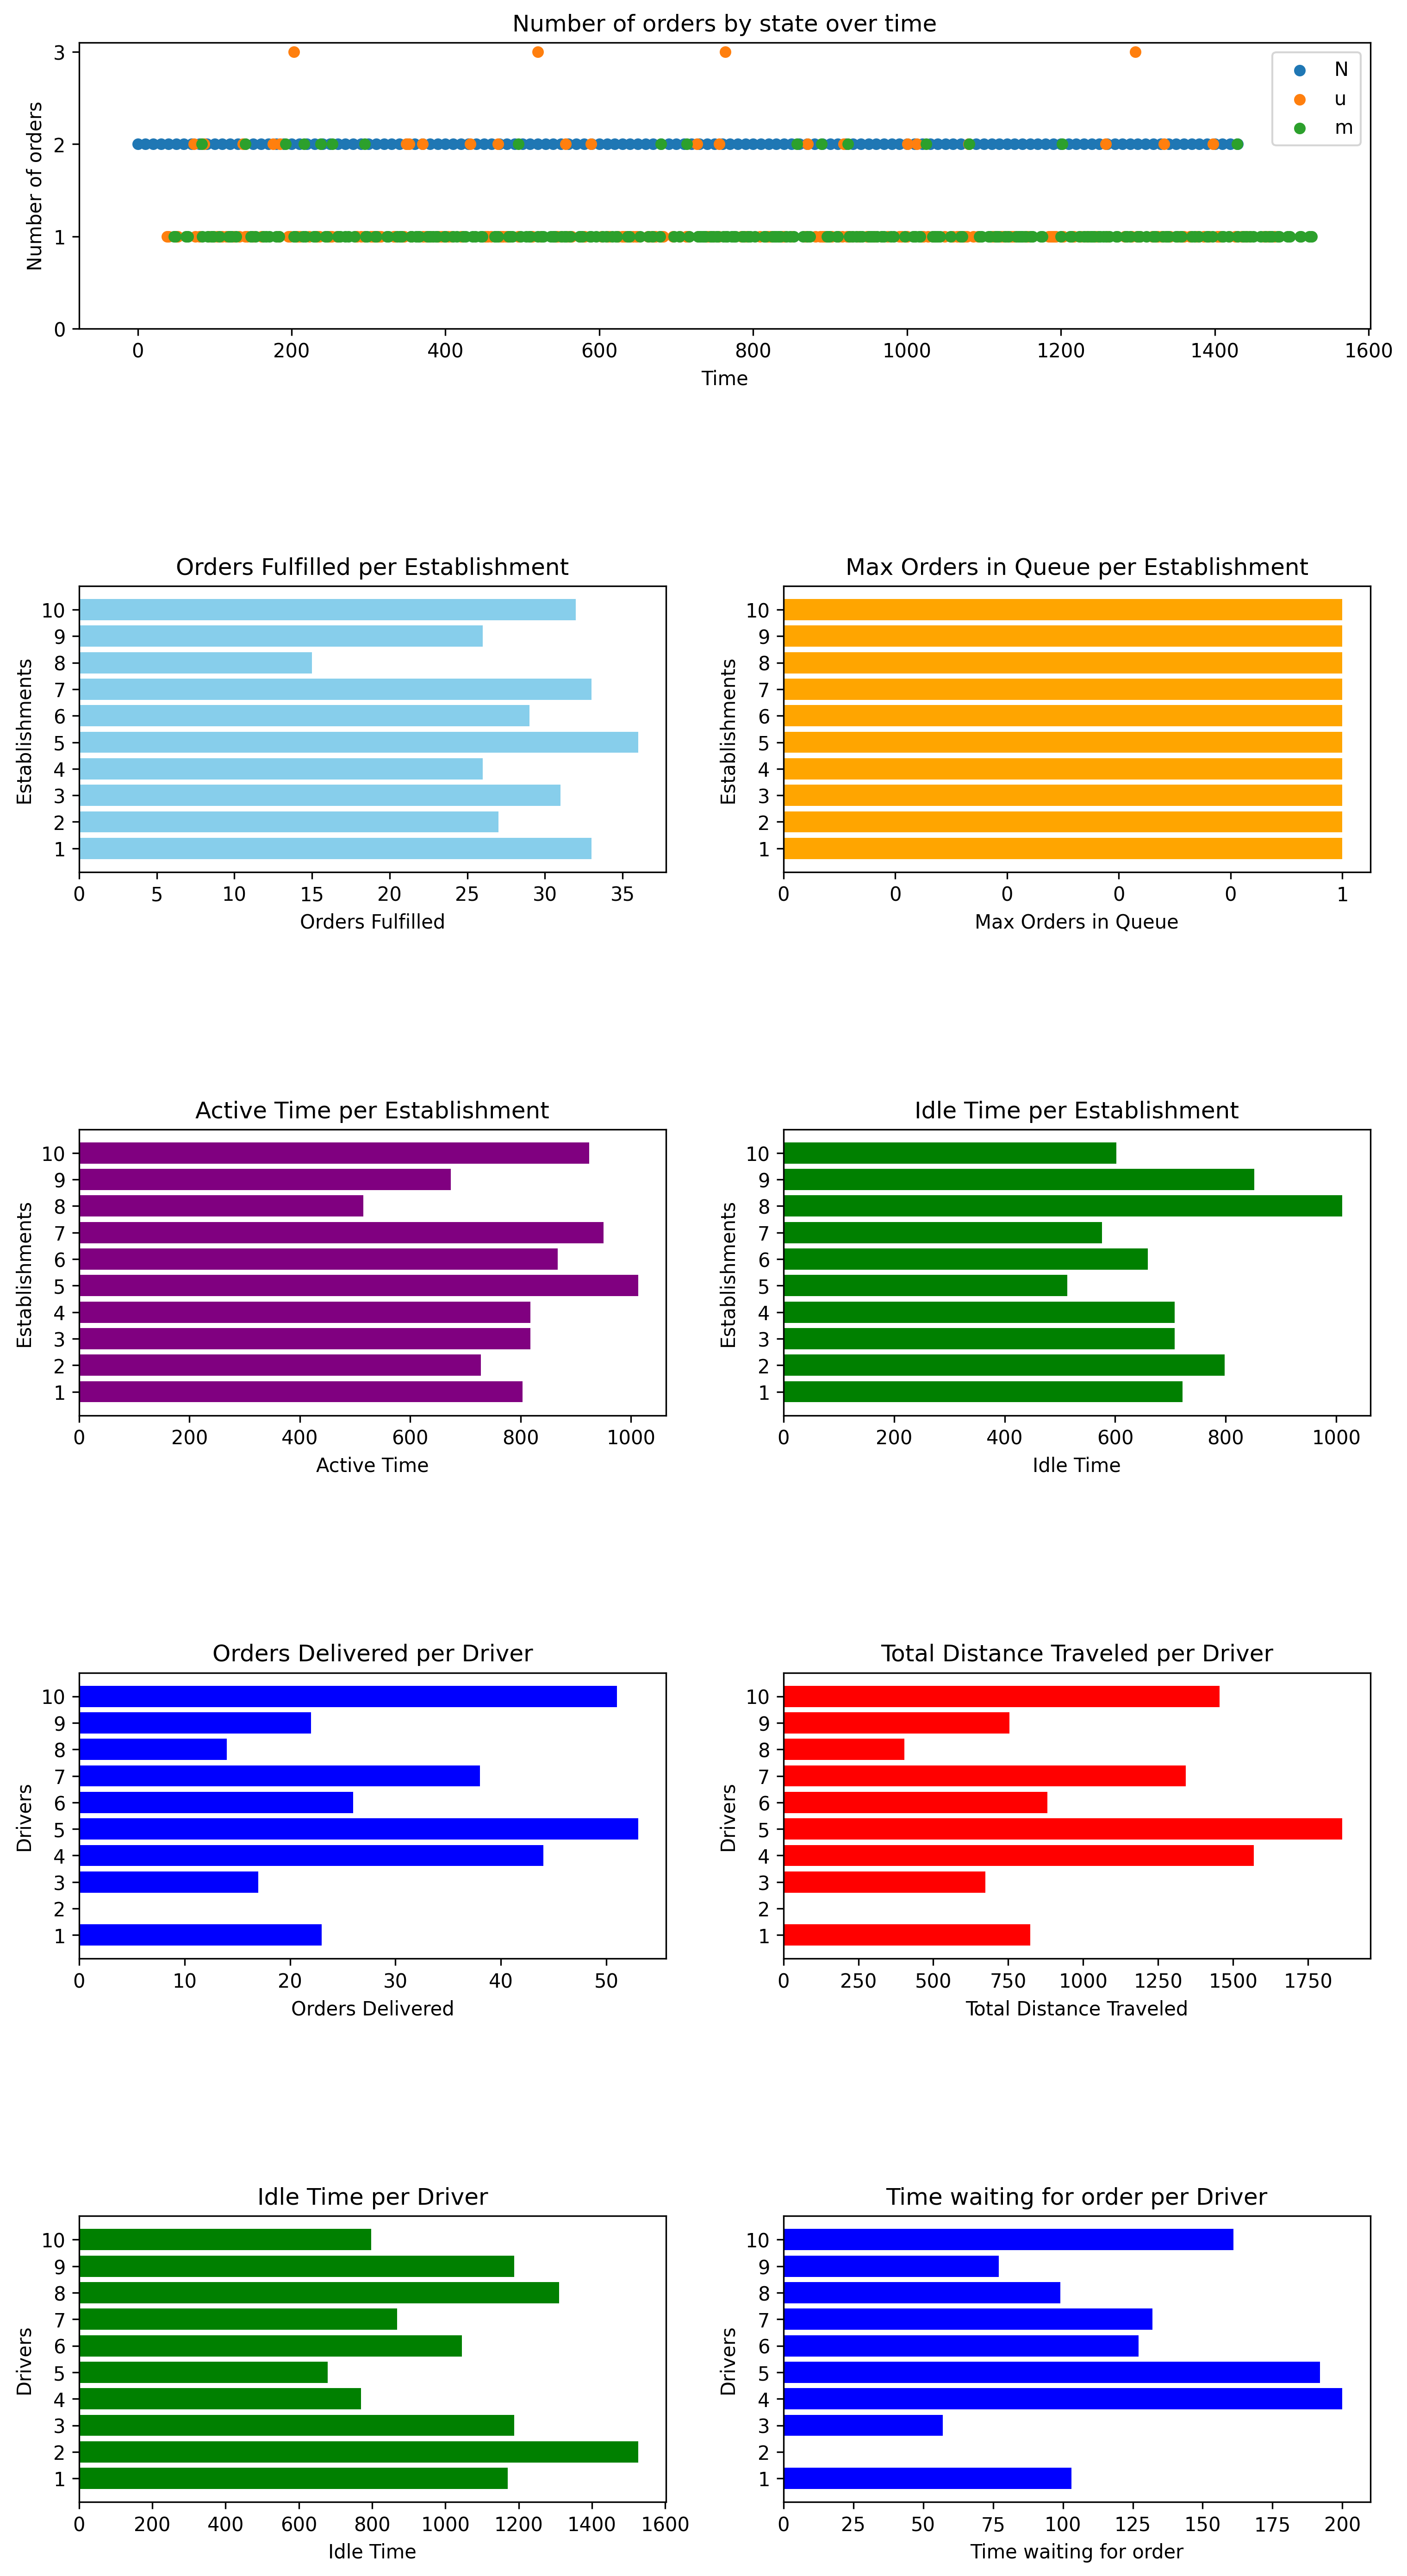 Number of orders by state over time
Number of orders
3
2
1
0
N
u
m
0 200 400 600 800 1000 1200 1400 1600
Time
Orders Fulfilled per Establishment
Establishments
10
9
8
7
6
5
4
3
2
1
0 5 10 15 20 25 30 35
Orders Fulfilled
Max Orders in Queue per Establishment
Establishments
10
9
8
7
6
5
4
3
2
1
0 0 0 0 0 1
Max Orders in Queue
Active Time per Establishment
Establishments
10
9
8
7
6
5
4
3
2
1
0 200 400 600 800 1000
Active Time
Idle Time per Establishment
Establishments
10
9
8
7
6
5
4
3
2
1
0 200 400 600 800 1000
Idle Time
Orders Delivered per Driver
Drivers
10
9
8
7
6
5
4
3
2
1
0 10 20 30 40 50
Orders Delivered
Total Distance Traveled per Driver
Drivers
10
9
8
7
6
5
4
3
2
1
0 250 500 750 1000 1250 1500 1750
Total Distance Traveled
Idle Time per Driver
Drivers
10
9
8
7
6
5
4
3
2
1
0 200 400 600 800 1000 1200 1400 1600
Idle Time
Time waiting for order per Driver
Drivers
10
9
8
7
6
5
4
3
2
1
0 25 50 75 100 125 150 175 200
Time waiting for order